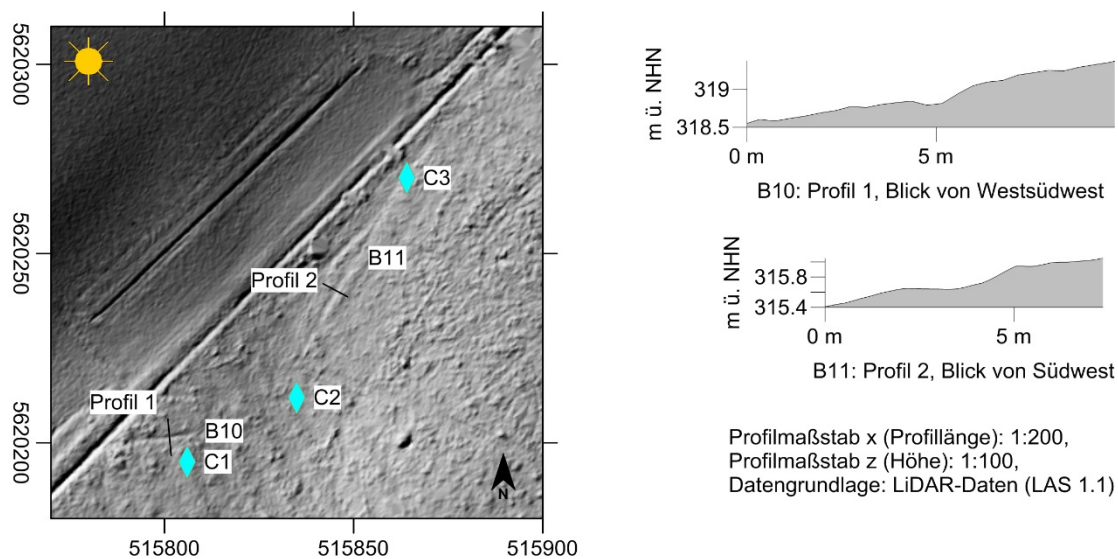 5620300
5620250
5620200
515800
515850
515900
C3
B11
Profil 2
C2
Profil 1
B10
C1
N
m ü. NHN
319
318.5
0 m
5 m
B10: Profil 1, Blick von Westsüdwest
m ü. NHN
315.8
315.4
0 m
5 m
B11: Profil 2, Blick von Südwest
Profilmaßstab x (Profillänge): 1:200,
Profilmaßstab z (Höhe): 1:100,
Datengrundlage: LiDAR-Daten (LAS 1.1)